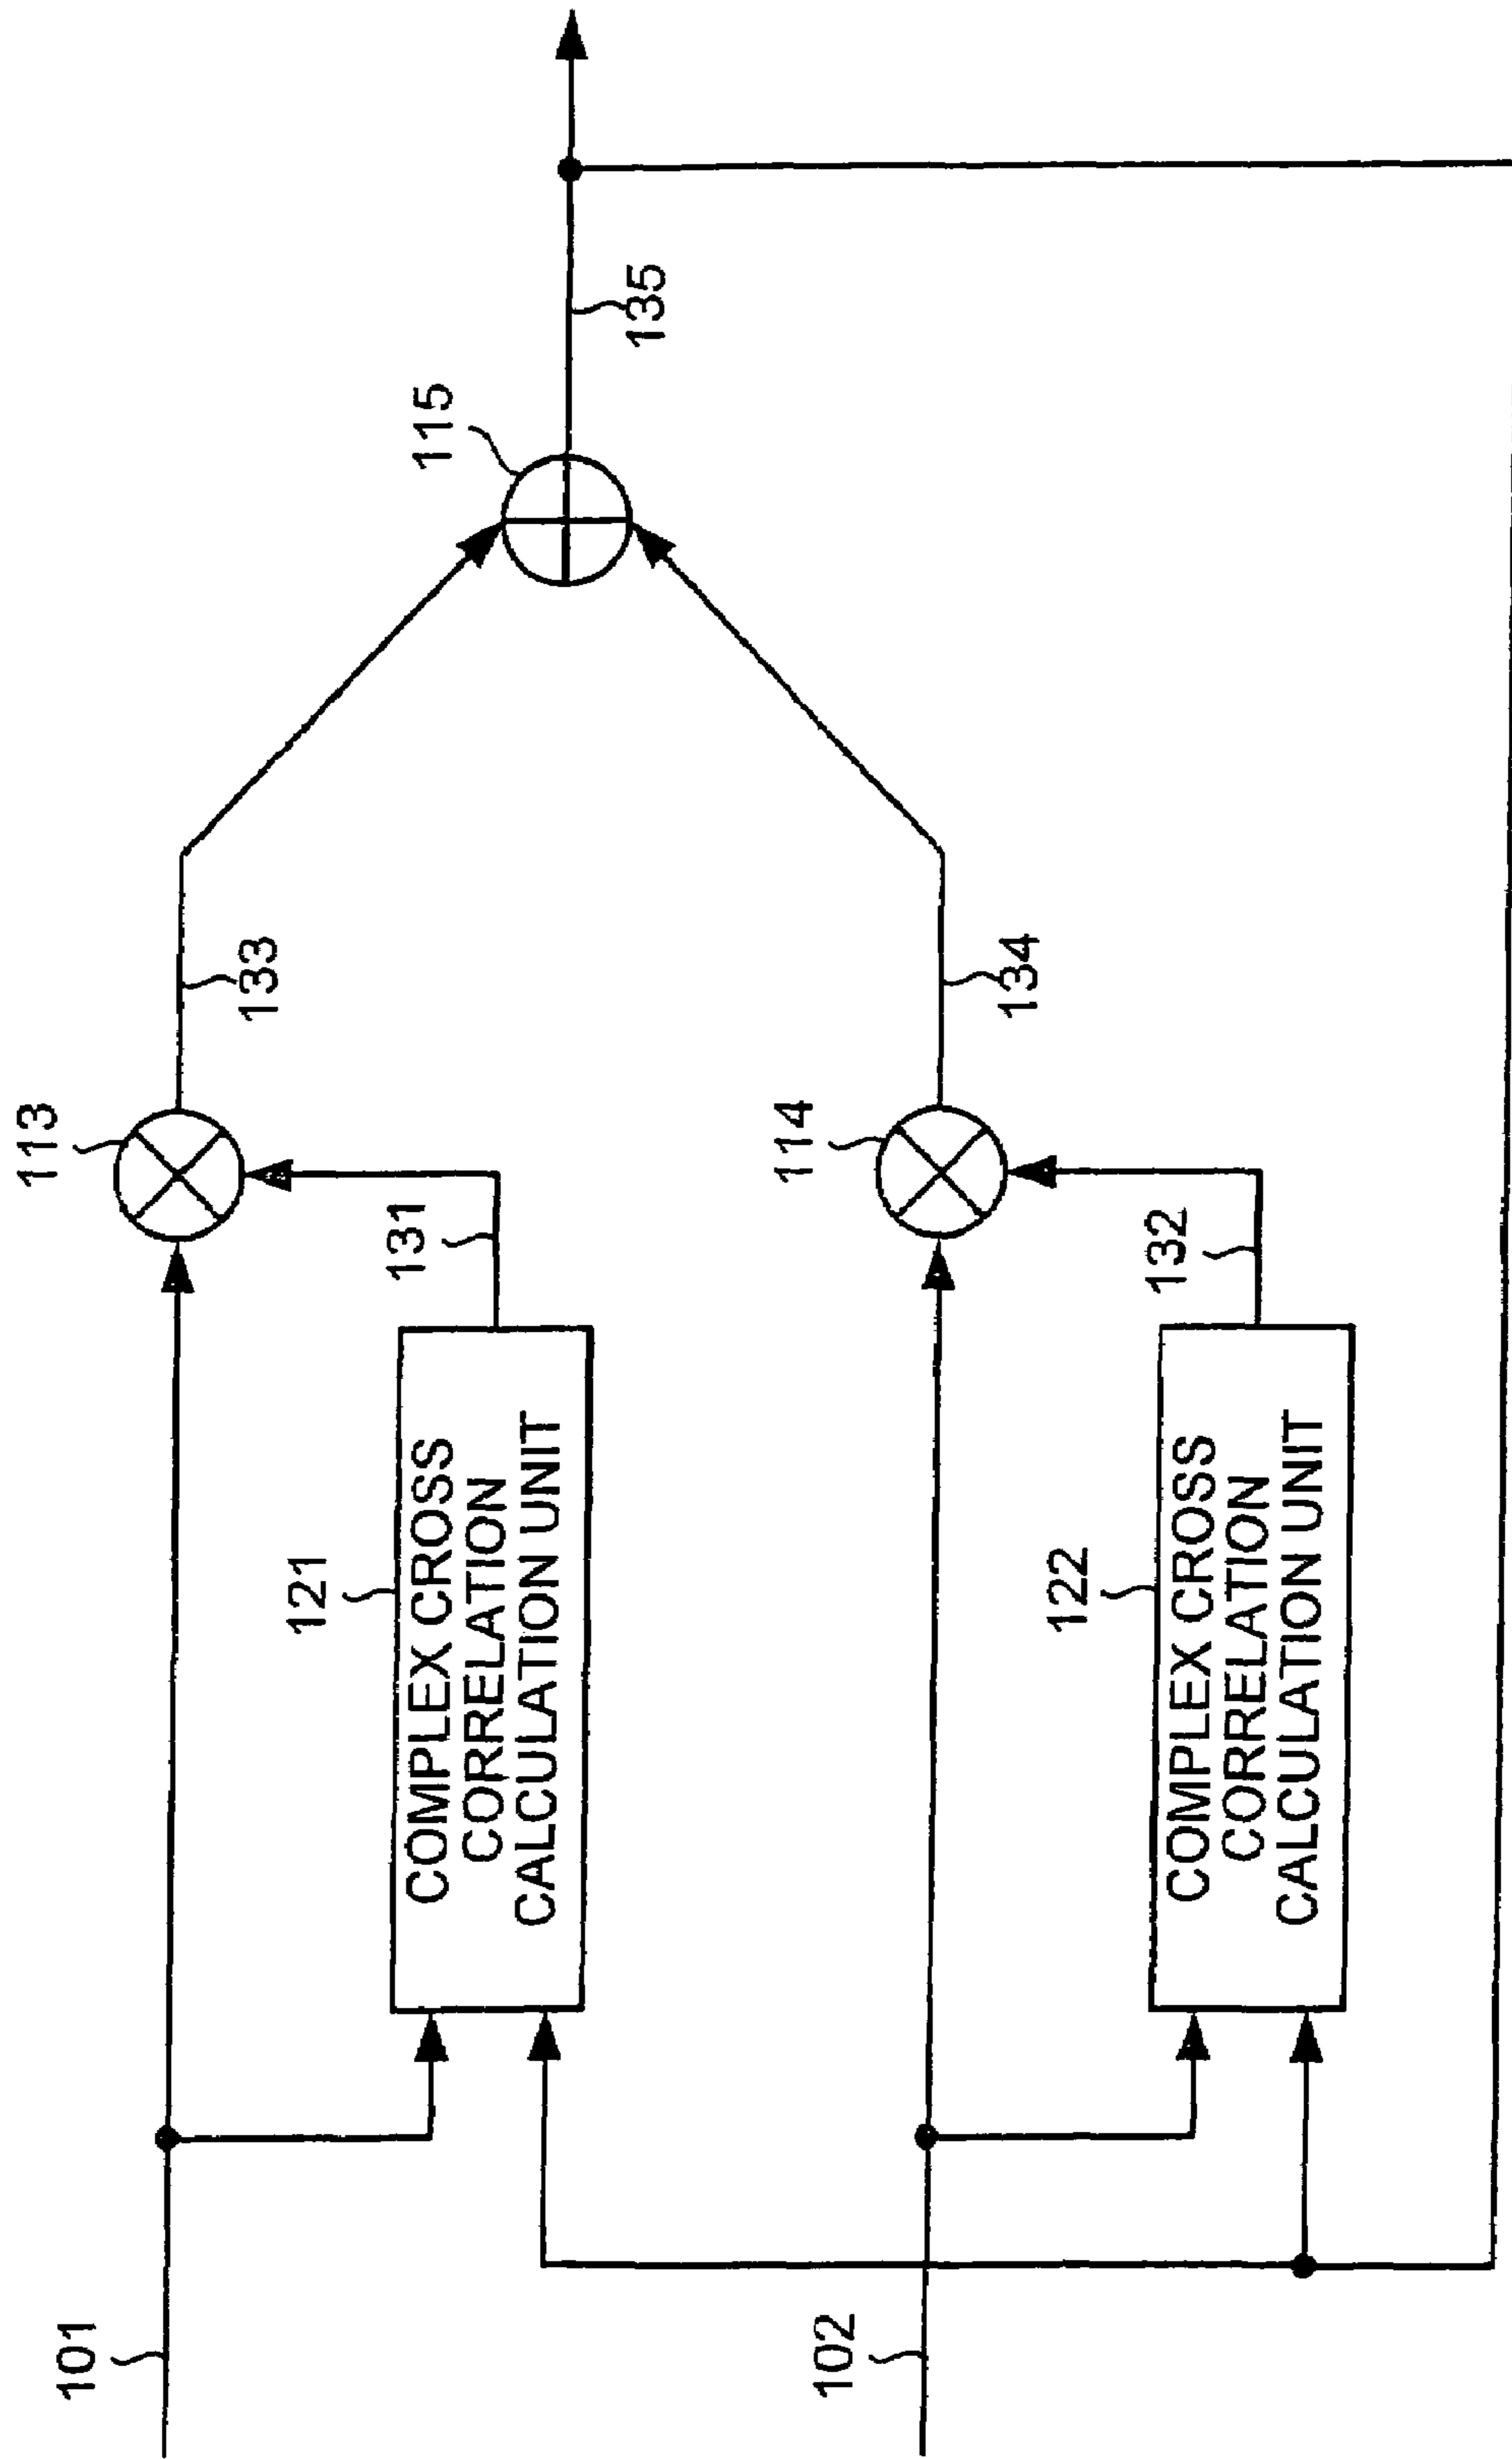 101
121
COMPLEX CROSS
CORRELATION
CALCULATION UNIT
131
113
133
115
135
102
122
COMPLEX CROSS
CORRELATION
CALCULATION UNIT
132
114
134